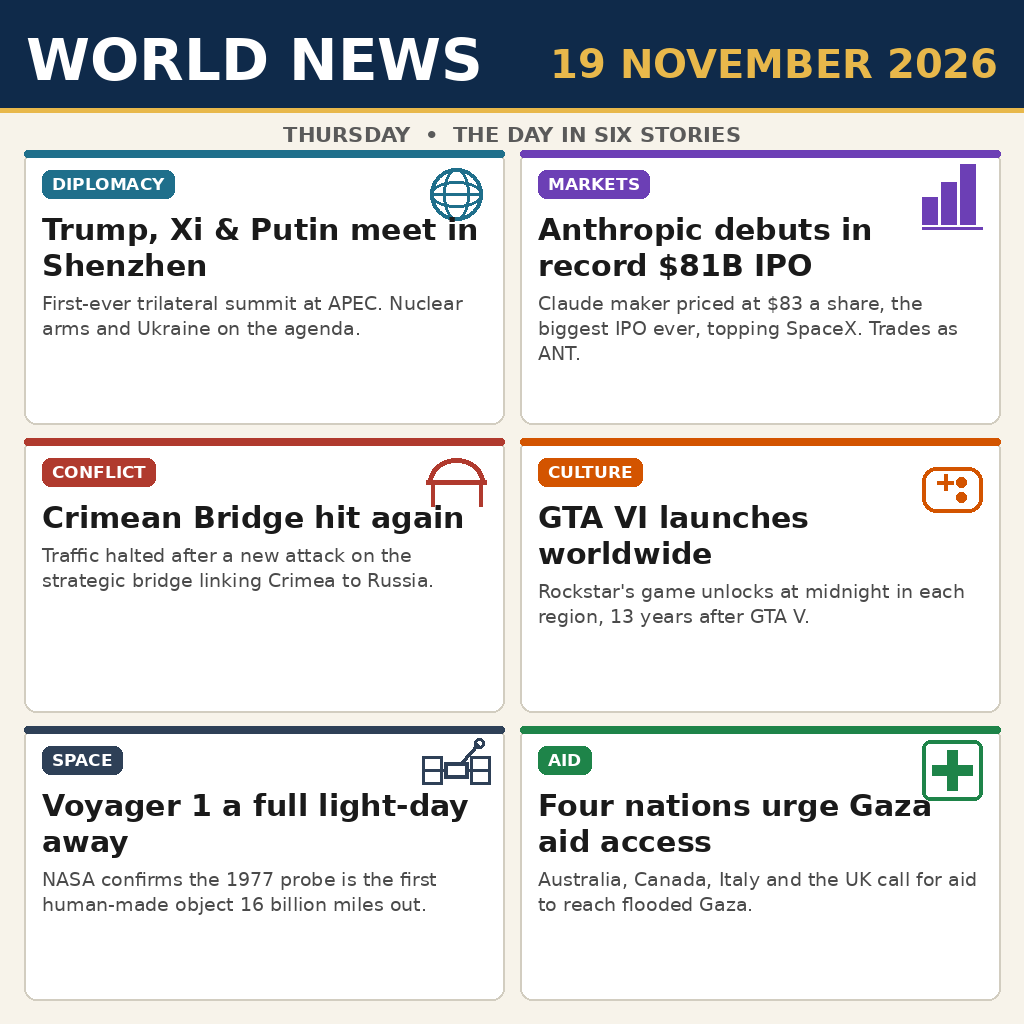 WORLD NEWS
19 NOVEMBER 2026
THURSDAY • THE DAY IN SIX STORIES
DIPLOMACY
Trump, Xi & Putin meet in
Shenzhen
First-ever trilateral summit at APEC. Nuclear
arms and Ukraine on the agenda.
MARKETS
Anthropic debuts in
record $81B IPO
Claude maker priced at $83 a share, the
biggest IPO ever, topping SpaceX. Trades as
ANT.
CONFLICT
Crimean Bridge hit again
Traffic halted after a new attack on the
strategic bridge linking Crimea to Russia.
CULTURE
GTA VI launches
worldwide
Rockstar's game unlocks at midnight in each
region, 13 years after GTA V.
SPACE
Voyager 1 a full light-day
away
NASA confirms the 1977 probe is the first
human-made object 16 billion miles out.
AID
Four nations urge Gaza
aid access
Australia, Canada, Italy and the UK call for aid
to reach flooded Gaza.